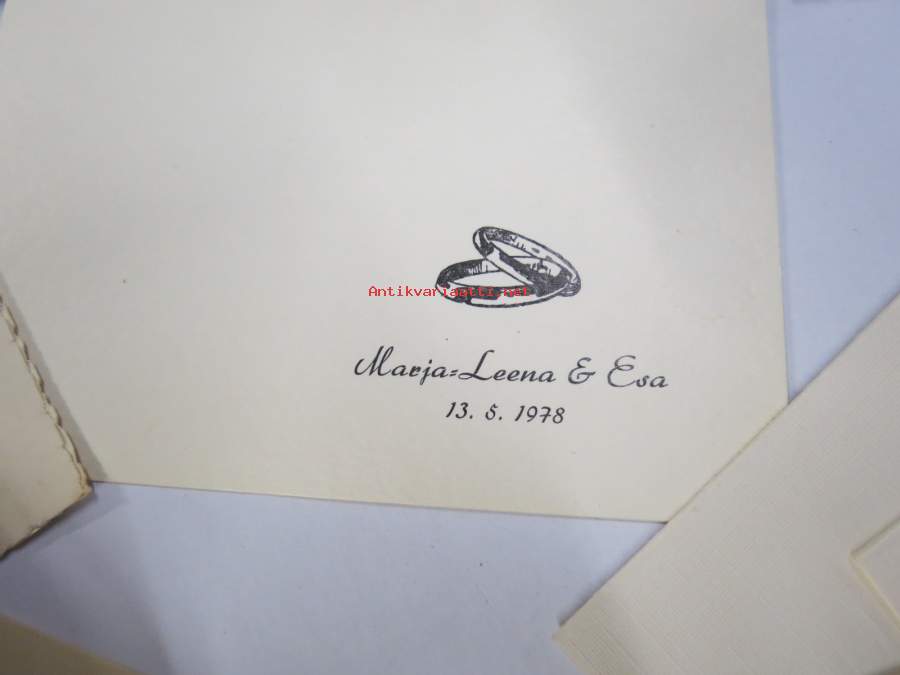 Antikvariaatti.net
Marja=Leena & Esa
13. 5. 1978